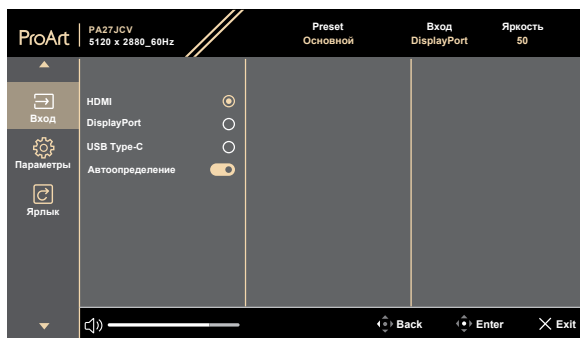 ProArt
PA27JCV
5120 x 2880_60Hz
Preset
Основной
Вход
DisplayPort
Яркость
50
Вход
Параметры
Ярлык
HDMI
DisplayPort
USB Type-C
Автоопределение
Back
Enter
Exit